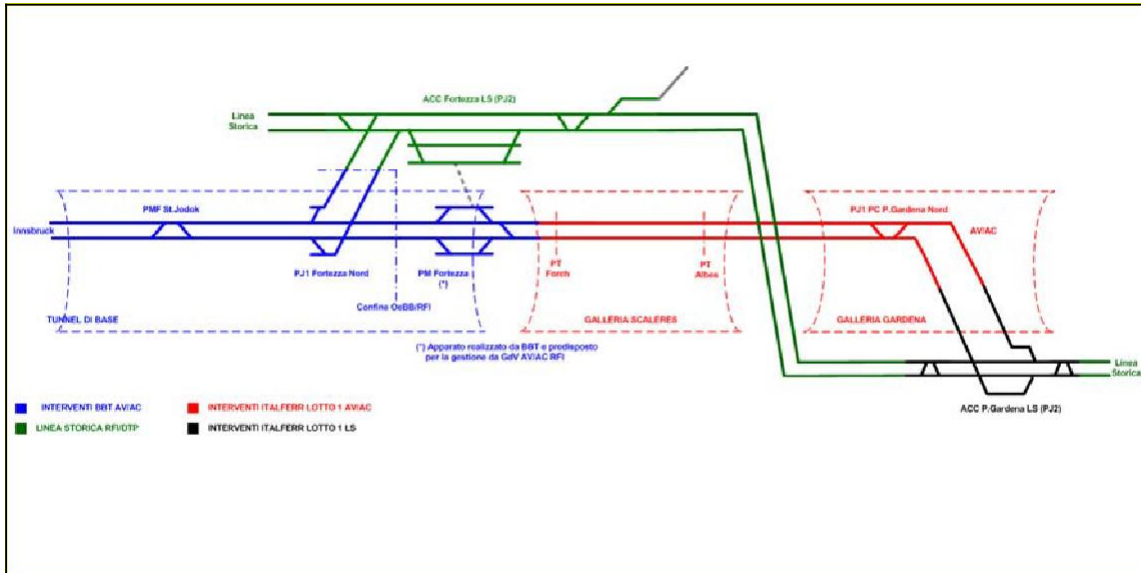 ACC Fortezza LS (PJ2)
Linea
Storica
PMF St.Jodok
PJ1 PC P.Gardena Nord
Innsbruck
AV/AC
PJ1 Fortezza Nord
PM Fortezza
(*)
PT
Forch
PT
Albes
Confine OeBB/RFI
TUNNEL DI BASE
GALLERIA SCALERES
GALLERIA GARDENA
(*) Apparato realizzato da BBT e predisposto
per la gestione da GdV AV/AC RFI
Linea
Storica
ACC P.Gardena LS (PJ2)
INTERVENTI BBT AV/AC
INTERVENTI ITALFERR LOTTO 1 AV/AC
LINEA STORICA RFI/DTP
INTERVENTI ITALFERR LOTTO 1 LS